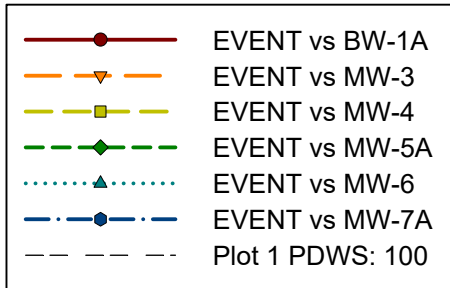 EVENT vs BW-1A
EVENT vs MW-3
EVENT vs MW-4
EVENT vs MW-5A
EVENT vs MW-6
EVENT vs MW-7A
Plot 1 PDWS: 100